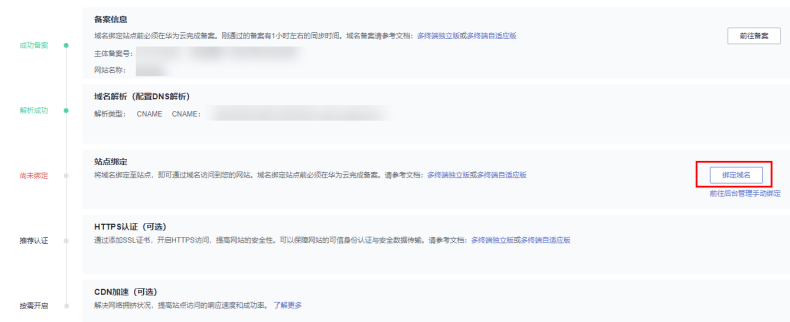 备案信息
成功备案
域名绑定站点前必须在华为云完成备案。刚通过的备案有1小时左右的同步时间。域名备案请参考文档：多终端独立版或多终端自适应版
前往备案
主体备案号：
网站名称：
域名解析（配置DNS解析）
解析成功
解析类型： CNAME CNAME：
站点绑定
尚未绑定
将域名绑定至站点，即可通过域名访问到您的网站。域名绑定站点前必须在华为云完成备案。请参考文档：多终端独立版或多终端自适应版
绑定域名
前往后台管理手动绑定
HTTPS认证（可选）
推荐认证
通过添加SSL证书，开启HTTPS访问，提高网站的安全性。可以保障网站的可信身份认证与安全数据传输。请参考文档：多终端独立版或多终端自适应版
CDN加速（可选）
按需开启
解决网络拥挤状况，提高站点访问的响应速度和成功率。 了解更多